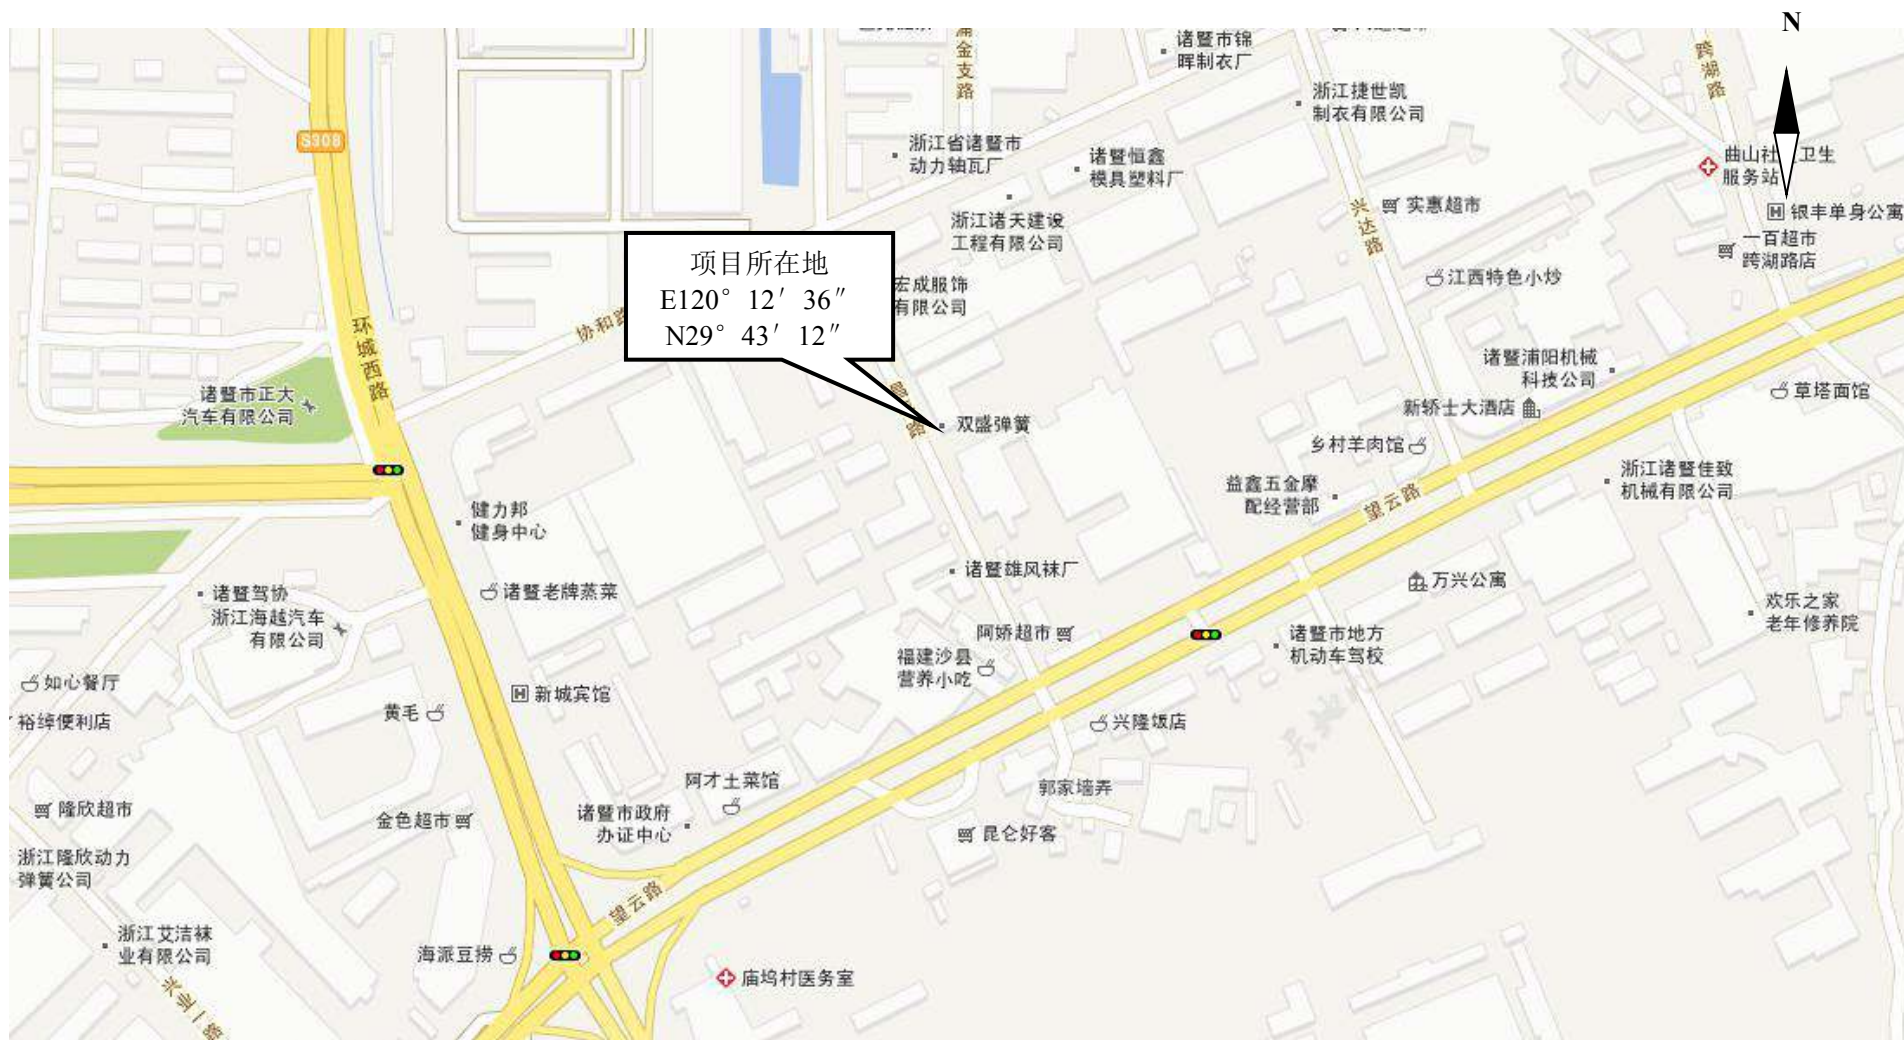 N
诸暨市锦
晖制衣厂
涌金支路
跨湖路
浙江捷世凯
制衣有限公司
S308
浙江省诸暨市
动力轴瓦厂
诸暨恒鑫
模具塑料厂
曲山社
卫生
服务站
浙江诸天建设
工程有限公司
兴达路
实惠超市
银丰单身公寓
一百超市
跨湖路店
项目所在地
E120° 12′ 36″
N29° 43′ 12″
宏成服饰
有限公司
江西特色小炒
协和路
环城西路
诸暨浦阳机械
科技公司
诸暨市正大
汽车有限公司
新轿士大酒店
草塔面馆
路
双盛弹簧
乡村羊肉馆
益鑫五金摩
配经营部
望云路
浙江诸暨佳致
机械有限公司
健力邦
健身中心
诸暨雄风袜厂
万兴公寓
诸暨老牌蒸菜
诸暨驾协
浙江海越汽车
有限公司
欢乐之家
老年修养院
阿娇超市
诸暨市地方
机动车驾校
福建沙县
营养小吃
如心餐厅
新城宾馆
黄毛
裕绰便利店
兴隆饭店
阿才土菜馆
郭家墙弄
隆欣超市
金色超市
诸暨市政府
办证中心
昆仑好客
浙江隆欣动力
弹簧公司
望云路
浙江艾洁袜
业有限公司
海派豆捞
庙坞村医务室
兴业一路